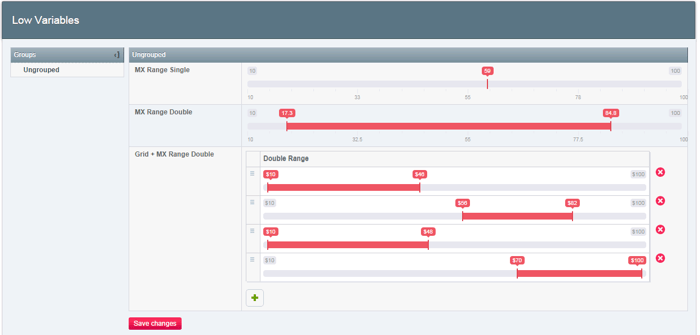 Low Variables
Groups
Ungrouped
Ungrouped
MX Range Single
10 59 100
10 33 55 78 100
MX Range Double
10 17.3 84.8 100
10 32.5 55 77.5 100
Grid + MX Range Double
Double Range
$10 $46 $100
$10 $56 $82 $100
$10 $48 $100
$10 $70 $100
Save changes